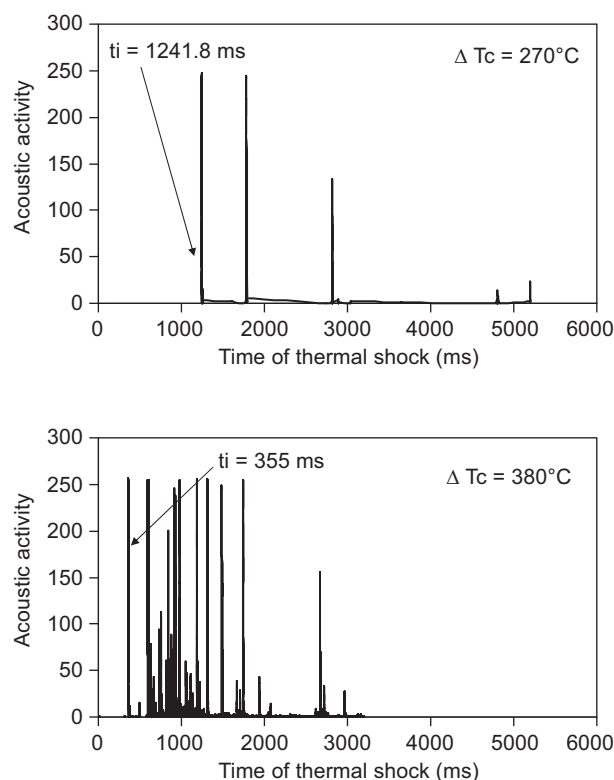 ti = 1241.8 ms
Δ Tc = 270°C
300
250
200
150
100
50
0
Acoustic activity
0 1000 2000 3000 4000 5000 6000
Time of thermal shock (ms)
ti = 355 ms
Δ Tc = 380°C
300
250
200
150
100
50
0
Acoustic activity
0 1000 2000 3000 4000 5000 6000
Time of thermal shock (ms)